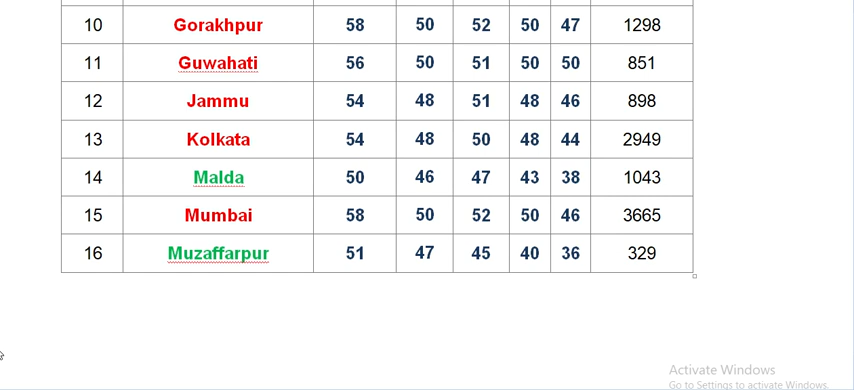 10 Gorakhpur 58 50 52 50 47 1298
11 Guwahati 56 50 51 50 50 851
12 Jammu 54 48 51 48 46 898
13 Kolkata 54 48 50 48 44 2949
14 Malda 50 46 47 43 38 1043
15 Mumbai 58 50 52 50 46 3665
16 Muzaffarpur 51 47 45 40 36 329
Activate Windows
Go to Settings to activate Windows.